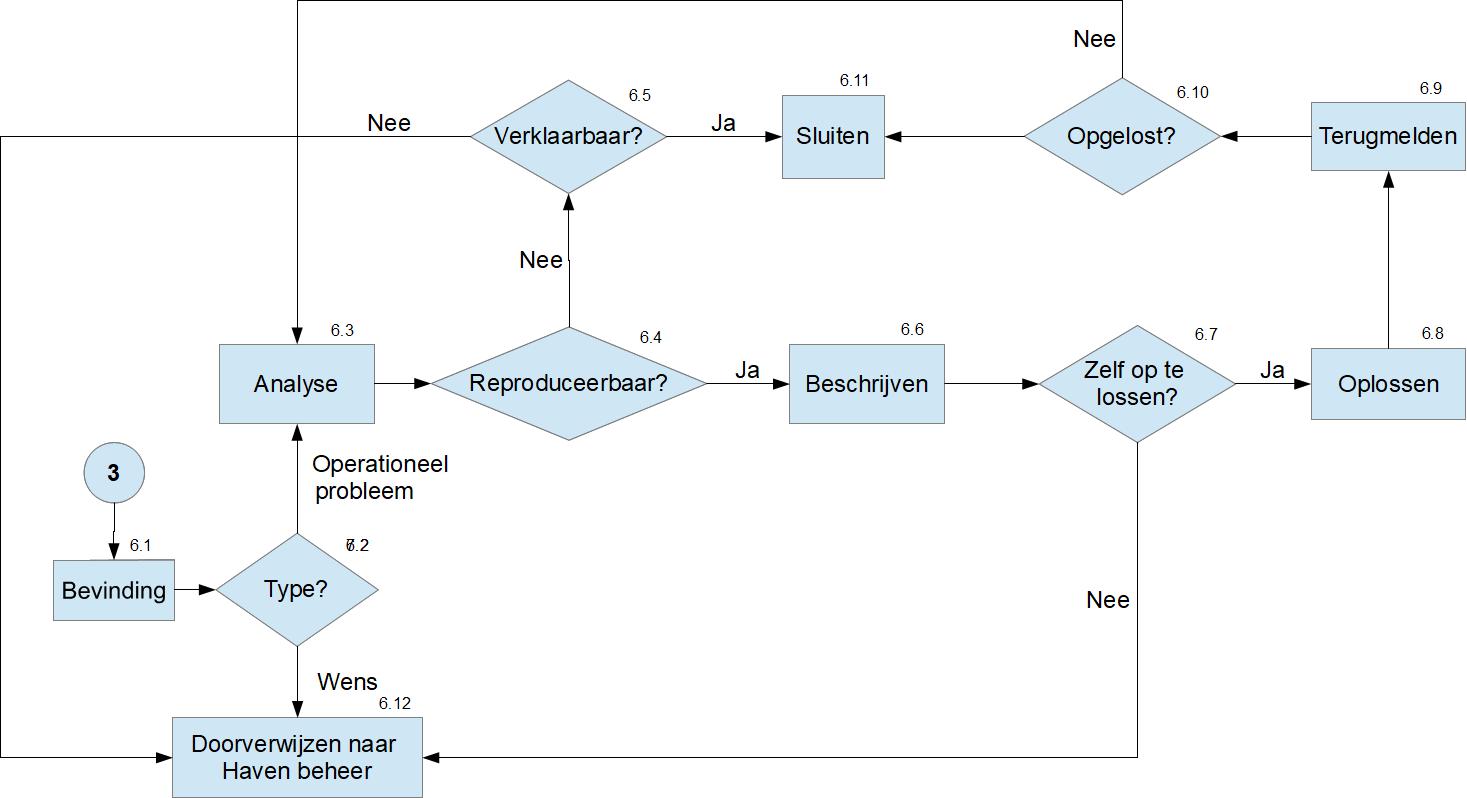 Nee
6.5
6.11
6.10
6.9
Nee
Verklaarbaar?
Ja
Sluiten
Opgelost?
Terugmelden
Nee
6.3
6.4
6.6
6.7
6.8
Analyse
Reproduceerbaar?
Ja
Beschrijven
Zelf op te
lossen?
Ja
Oplossen
3
Operationeel
probleem
6.1
Bevinding
Type?
Nee
Wens
6.12
Doorverwijzen naar
Haven beheer